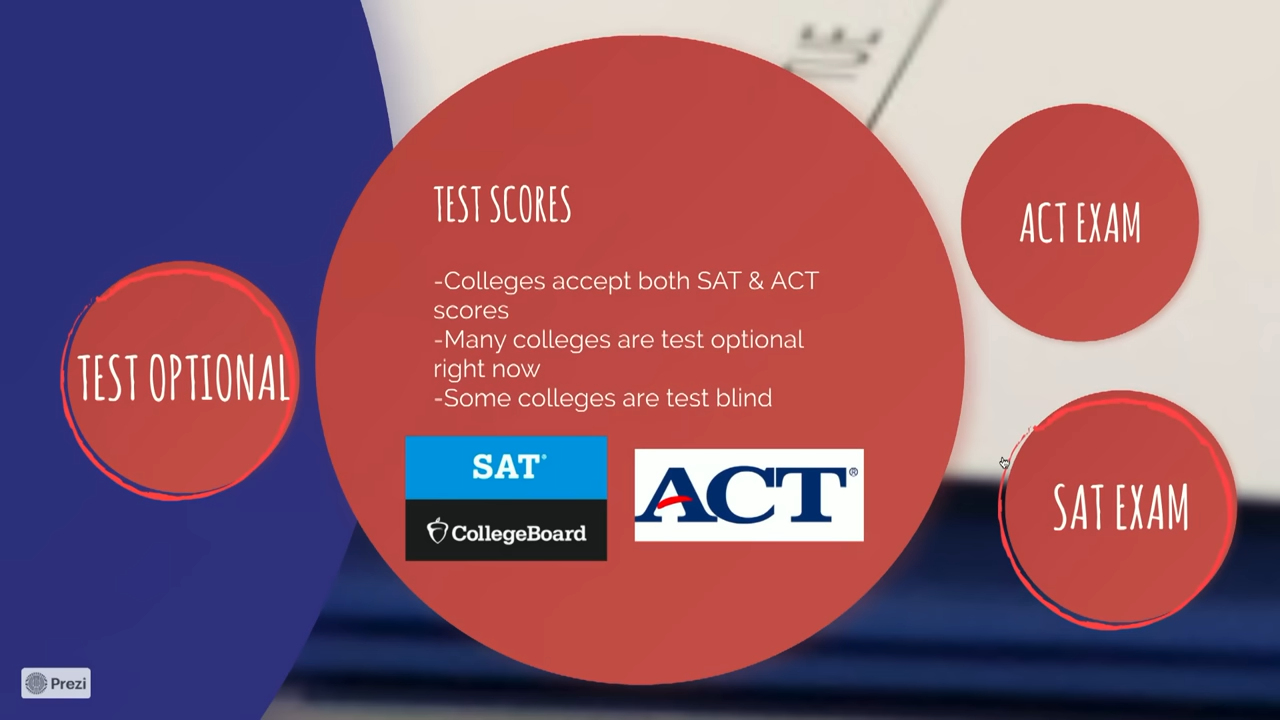 TEST OPTIONAL
TEST SCORES
-Colleges accept both SAT & ACT
scores
-Many colleges are test optional
right now
-Some colleges are test blind
SAT®
CollegeBoard
ACT®
ACT EXAM
SAT EXAM
Prezi